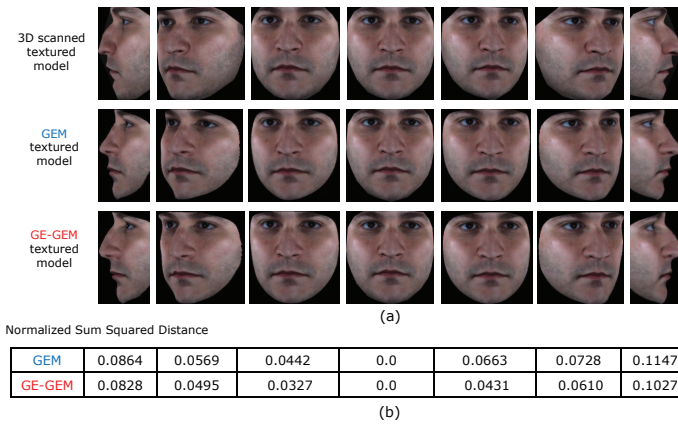 3D scanned
textured
model
GEM
textured
model
GE-GEM
textured
model
(a)
Normalized Sum Squared Distance
GEM 0.0864 0.0569 0.0442 0.0 0.0663 0.0728 0.1147
GE-GEM 0.0828 0.0495 0.0327 0.0 0.0431 0.0610 0.1027
(b)